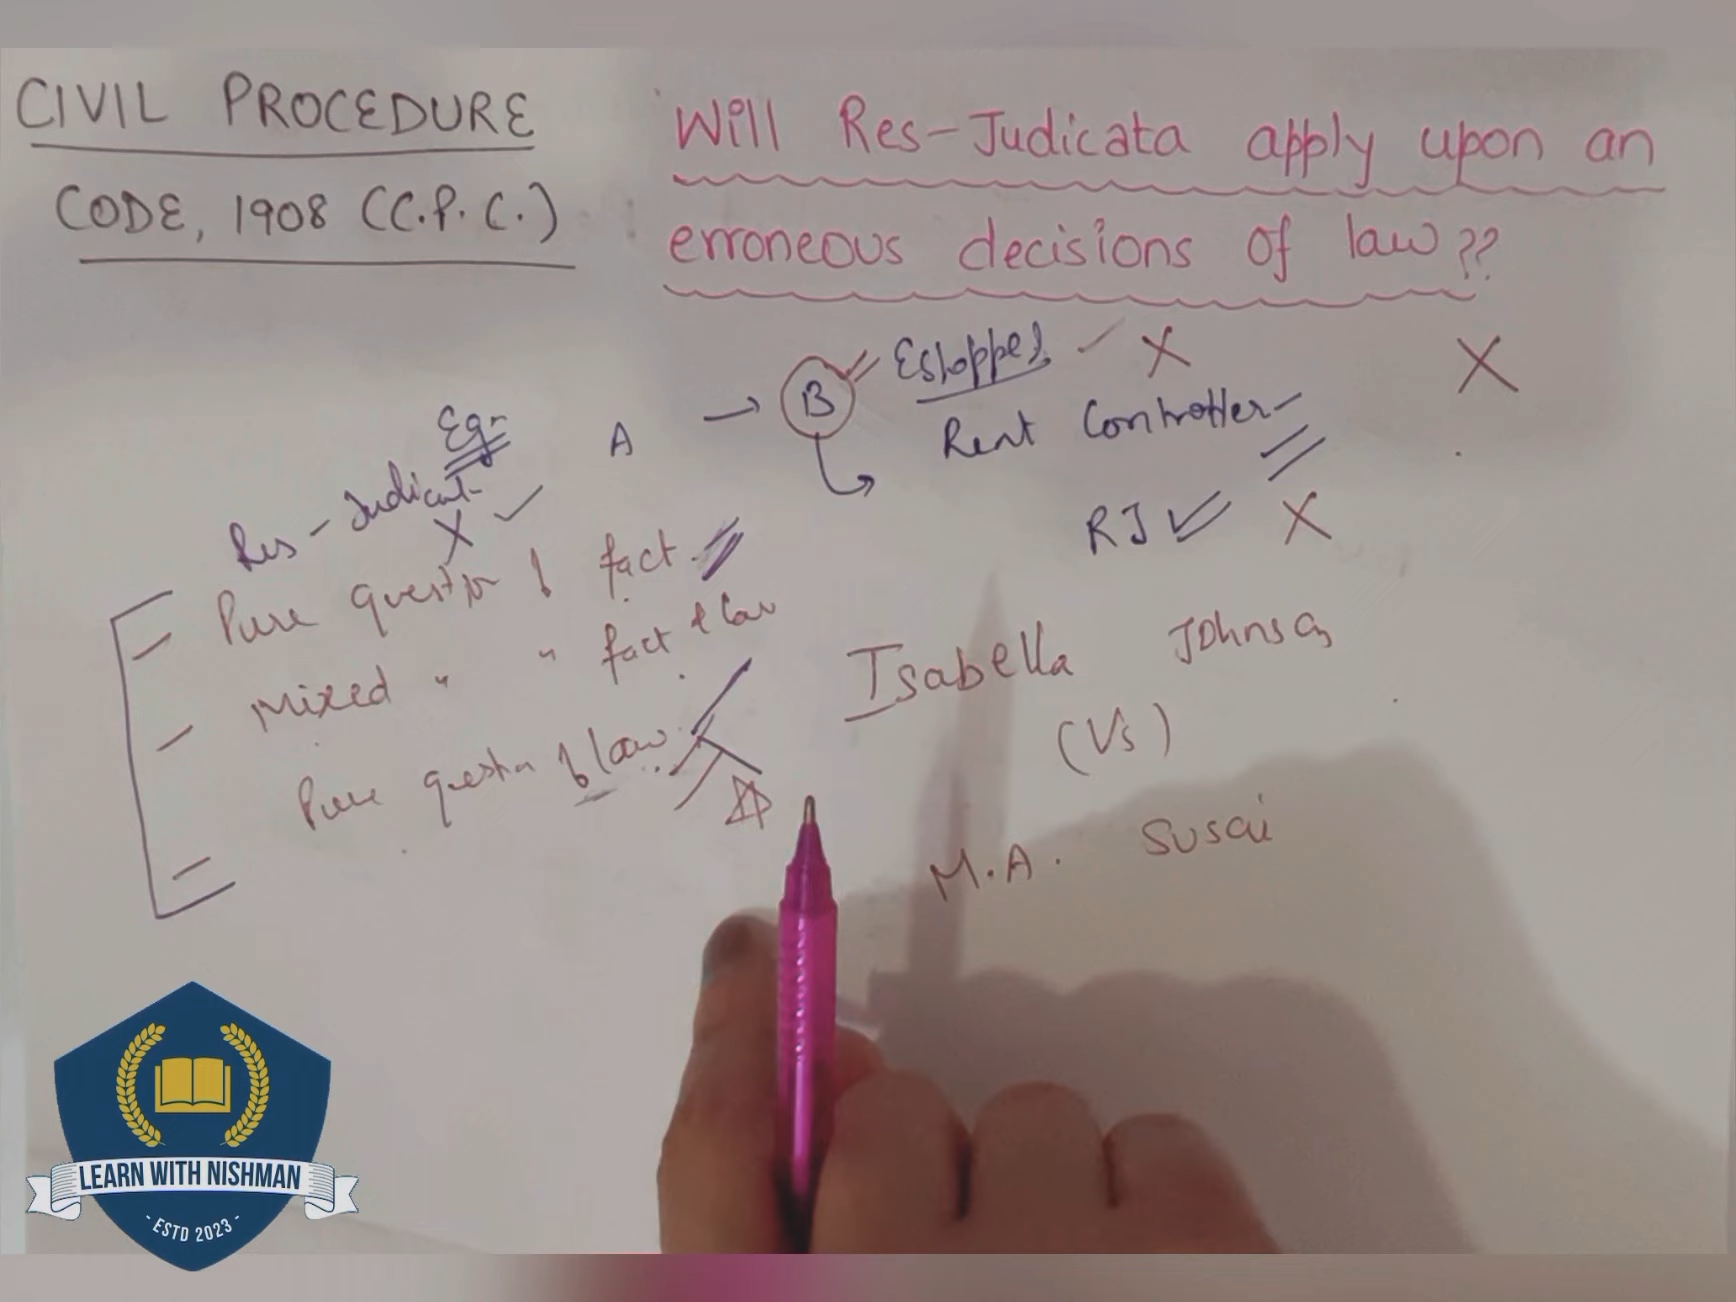 CIVIL PROCEDURE
CODE, 1908 (C.P.C.)
Will Res-Judicata apply upon an
erroneous decisions of law??
Eg:-
A → B Estoppel ✓ X
X
Rent Controller
Res-Judicat
X ✓
RJ ✓ X
Pure question of fact
Mixed " " fact & law
Pure questn of law
Isabella Johnson
(Vs)
M.A. Susai
LEARN WITH NISHMAN
- ESTD 2023 -